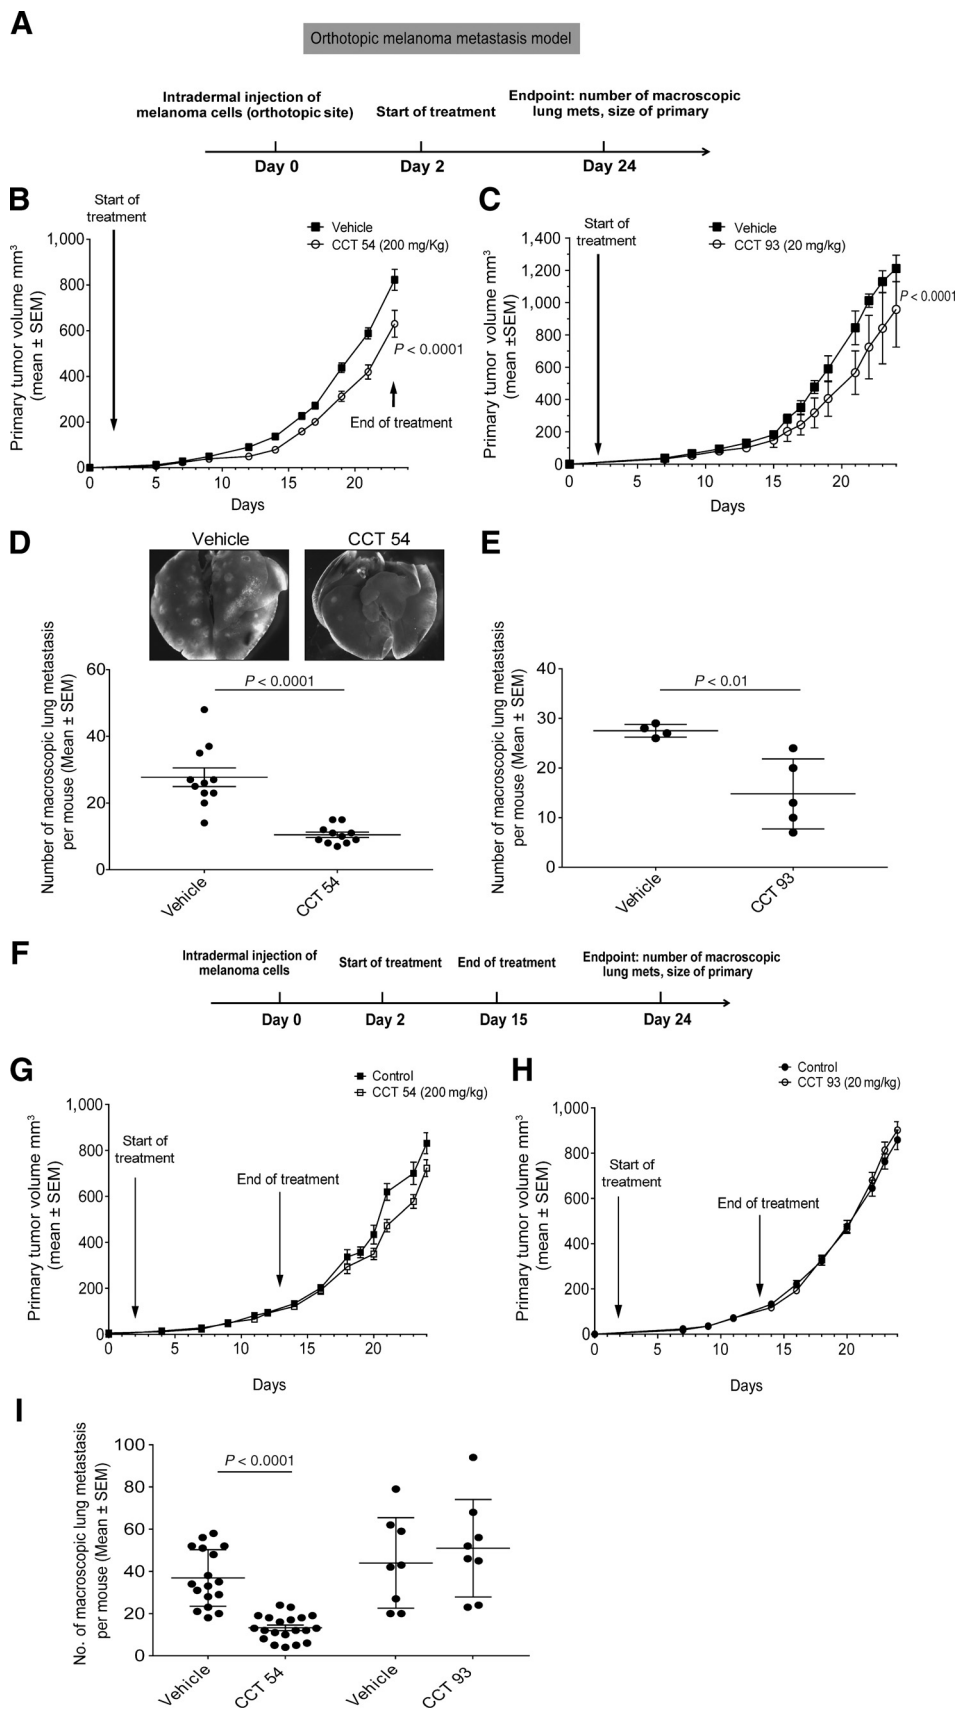 A
Orthotopic melanoma metastasis model
Intradermal injection of
melanoma cells (orthotopic site)
Start of treatment
Endpoint: number of macroscopic
lung mets, size of primary
Day 0
Day 2
Day 24
B
Start of
treatment
Vehicle
CCT 54 (200 mg/Kg)
Primary tumor volume mm³
(mean ± SEM)
1,000
800
600
400
200
0
P < 0.0001
End of treatment
0
5
10
15
20
Days
C
Start of
treatment
Vehicle
CCT 93 (20 mg/kg)
Primary tumor volume mm³
(mean ±SEM)
1,400
1,200
1,000
800
600
400
200
0
P < 0.0001
0
5
10
15
20
Days
D
Vehicle
CCT 54
Number of macroscopic lung metastasis
per mouse (Mean ± SEM)
60
40
20
0
P < 0.0001
Vehicle
CCT 54
E
Number of macroscopic lung metastasis
per mouse (Mean ± SEM)
40
30
20
10
0
P < 0.01
Vehicle
CCT 93
F
Intradermal injection of
melanoma cells
Start of treatment
End of treatment
Endpoint: number of macroscopic
lung mets, size of primary
Day 0
Day 2
Day 15
Day 24
G
Control
CCT 54 (200 mg/kg)
Primary tumor volume mm³
(mean ± SEM)
1,000
800
600
400
200
0
Start of
treatment
End of treatment
0
5
10
15
20
Days
H
Control
CCT 93 (20 mg/kg)
Primary tumor volume mm³
(mean ± SEM)
1,000
800
600
400
200
0
Start of
treatment
End of treatment
0
5
10
15
20
Days
I
No. of macroscopic lung metastasis
per mouse (Mean ± SEM)
100
80
60
40
20
0
P < 0.0001
Vehicle
CCT 54
Vehicle
CCT 93